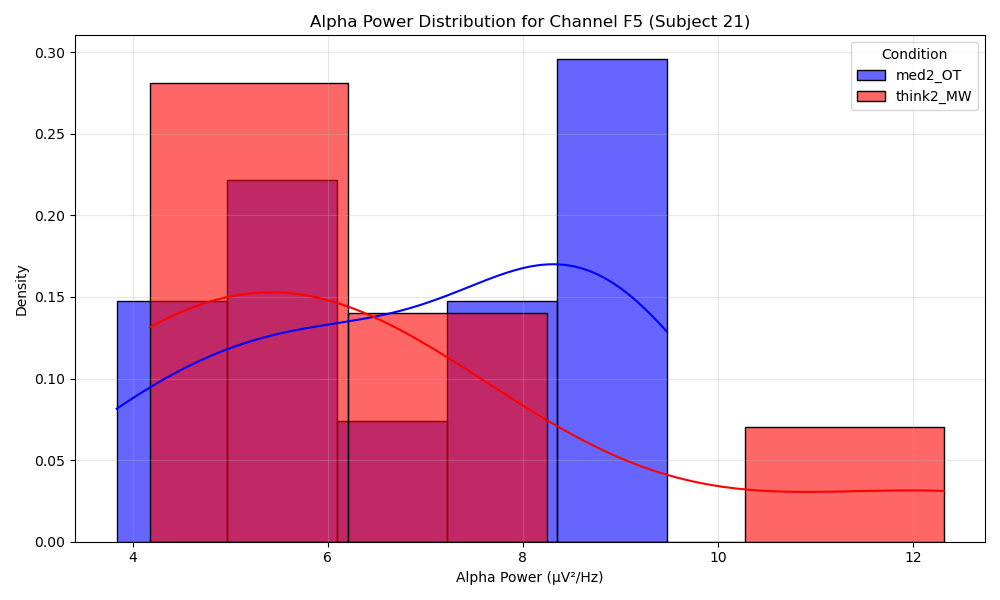 Alpha Power Distribution for Channel F5 (Subject 21)
Condition
med2_OT
think2_MW
Density
0.30
0.25
0.20
0.15
0.10
0.05
0.00
4 6 8 10 12
Alpha Power (μV²/Hz)